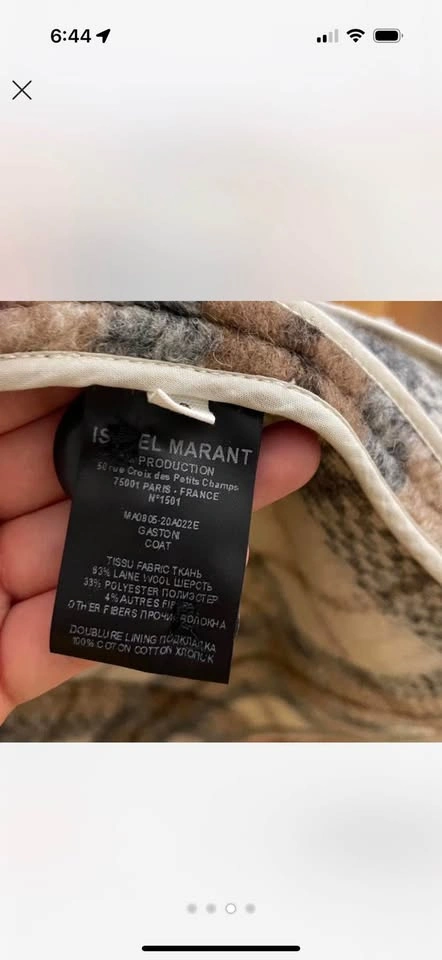 6:44
ISABEL MARANT
PRODUCTION
50 rue Croix des Petits Champs
75001 PARIS - FRANCE
N°1501
MA0905-20A022E
GASTONI
COAT
TISSU FABRIC ТКАНЬ
63% LAINE WOOL ШЕРСТЬ
33% POLYESTER ПОЛИЭСТЕР
4% AUTRES
OTHER FIBERS ПРОЧИЕ ВОЛОКНА
DOUBLURE LINING ПОДКЛАДКА
100% COTON COTTON ХЛОПОК